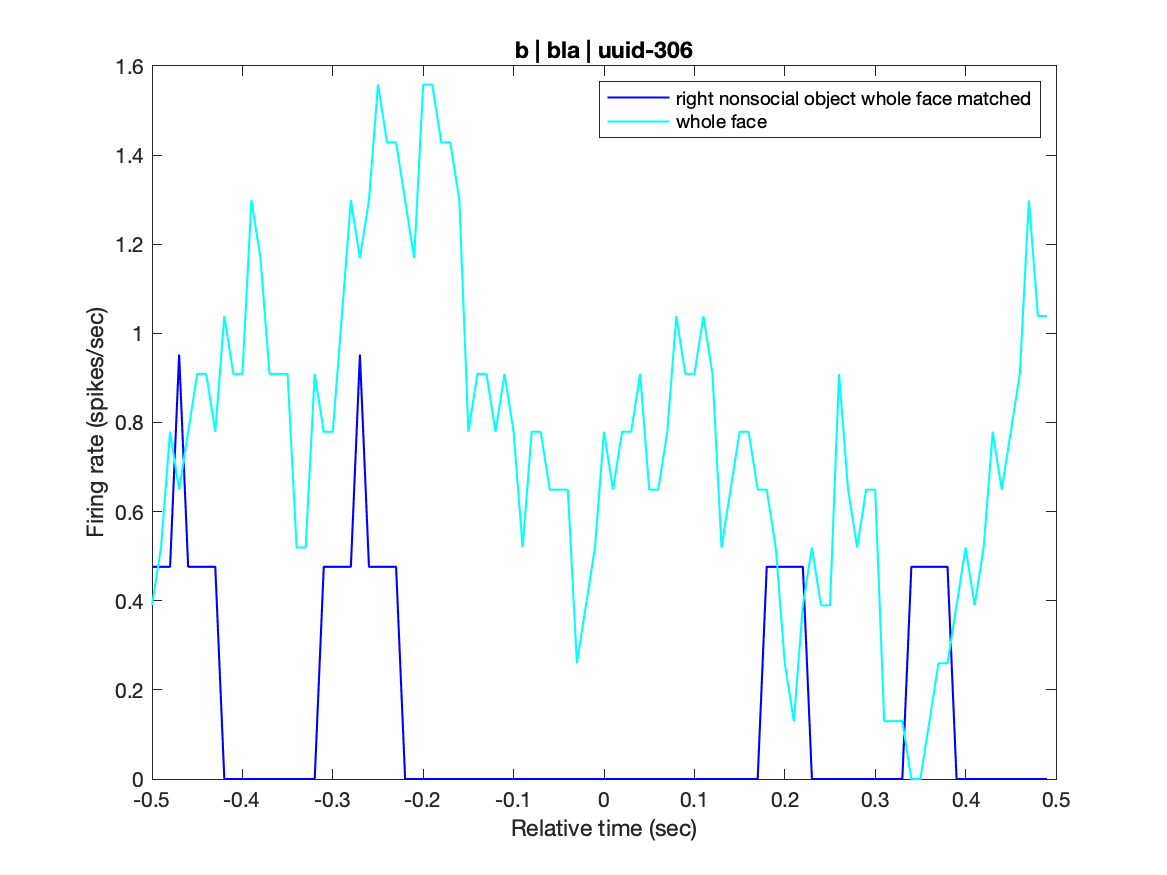 b | bla | uuid-306
right nonsocial object whole face matched
whole face
Firing rate (spikes/sec)
1.6
1.4
1.2
1
0.8
0.6
0.4
0.2
0
-0.5 -0.4 -0.3 -0.2 -0.1 0 0.1 0.2 0.3 0.4 0.5
Relative time (sec)